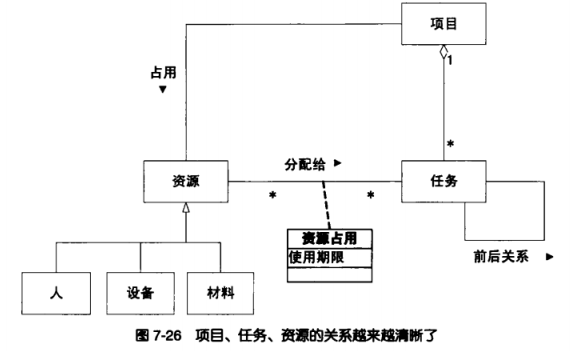 项目
1
占用
▼
*
分配给 ►
资源
任务
*
*
资源占用
使用期限
前后关系 ►
人
设备
材料
图 7-26 项目、任务、资源的关系越来越清晰了